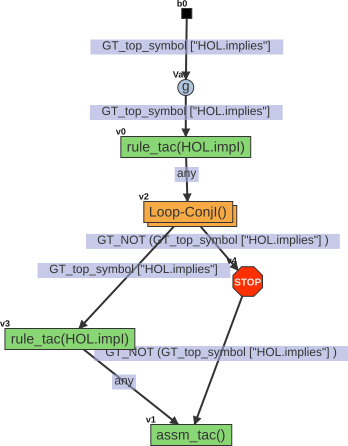 b0
GT_top_symbol ["HOL.implies"]
Va
g
GT_top_symbol ["HOL.implies"]
v0
rule_tac(HOL.impI)
any
v2
Loop-ConjI()
GT_NOT (GT_top_symbol ["HOL.implies"] )
v4
GT_top_symbol ["HOL.implies"]
STOP
v3
rule_tac(HOL.impI)
GT_NOT (GT_top_symbol ["HOL.implies"] )
any
v1
assm_tac()